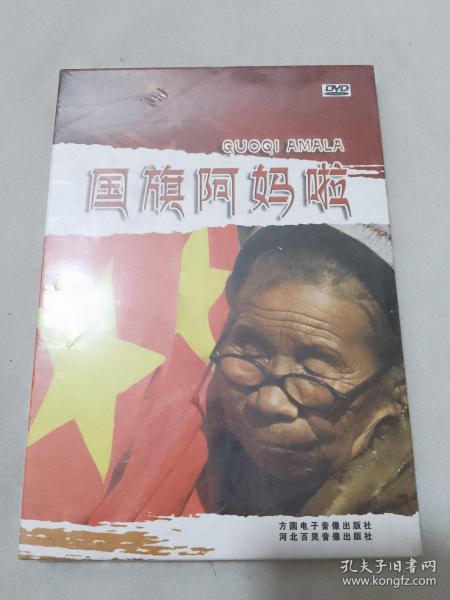 DVD
GUOQI AMALA
国旗阿妈啦
方圆电子音像出版社
河北百灵音像出版社
孔夫子旧书网
www.kongfz.com